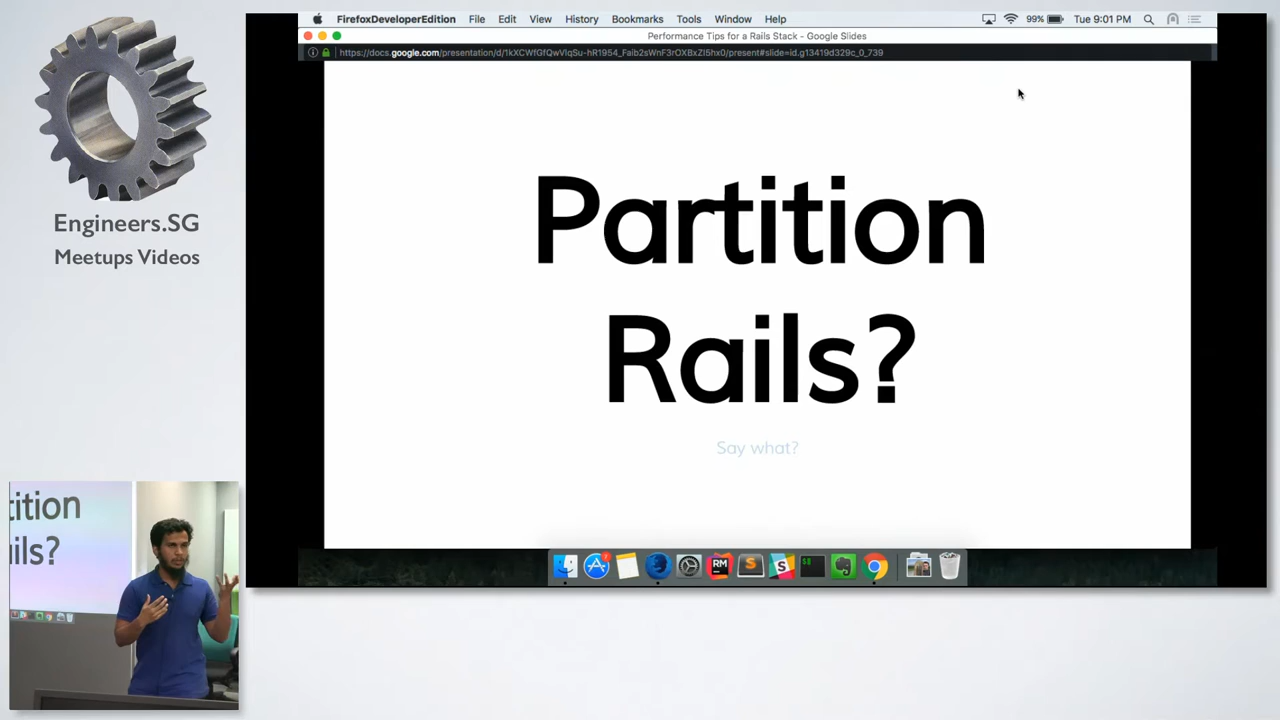 FirefoxDeveloperEdition File Edit View History Bookmarks Tools Window Help 99% Tue 9:01 PM
Performance Tips for a Rails Stack - Google Slides
Partition
Rails?
Say what?
Engineers.SG
Meetups Videos
tition
ils?
RM